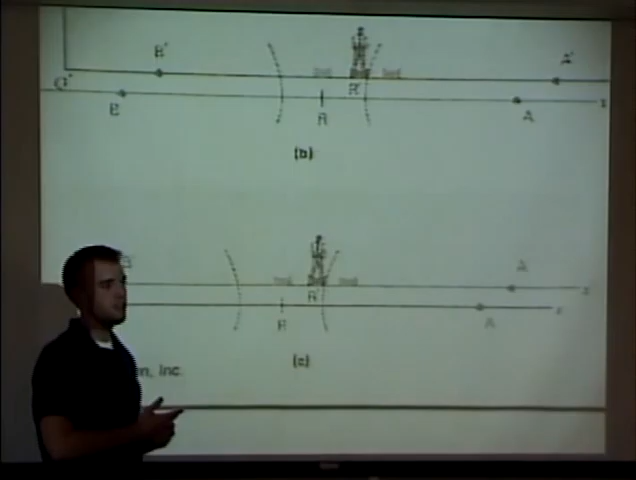 B' A'
O'
B R R' A x
(b)
B' A'
R' x
R A x
(c)
n, Inc.